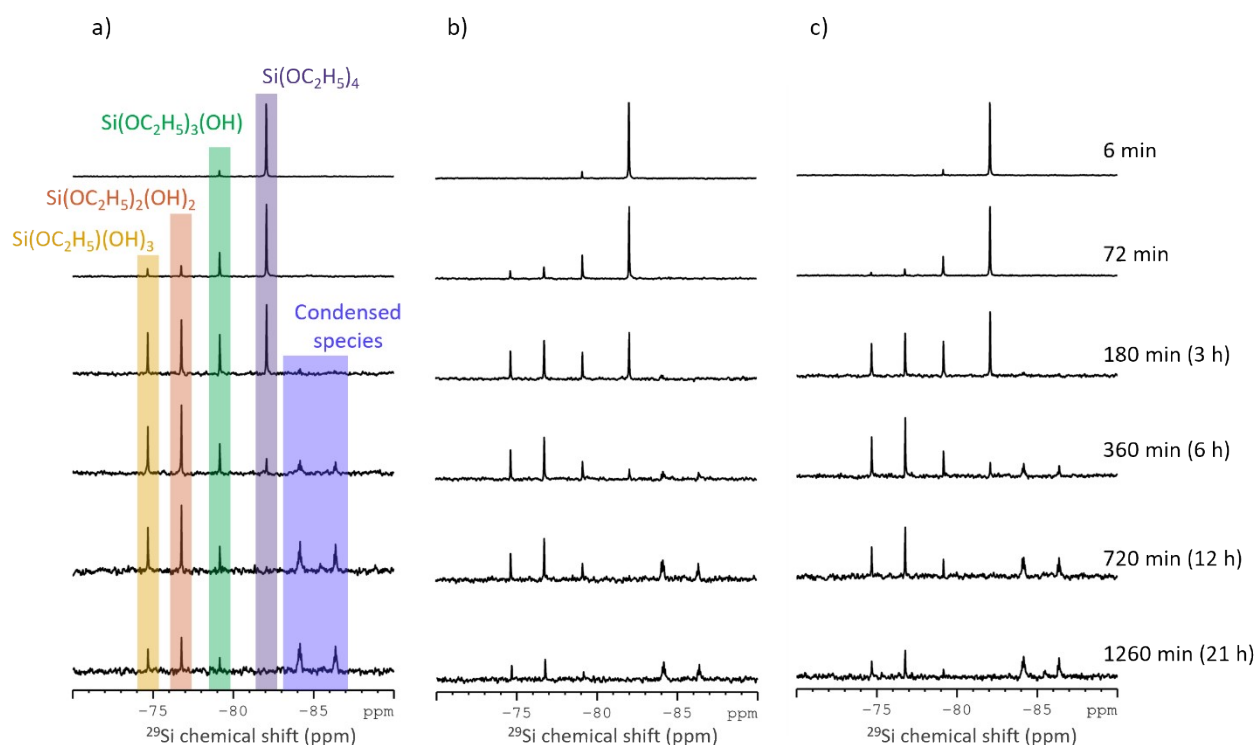 a)
b)
c)
Si(OC₂H₅)₄
Si(OC₂H₅)₃(OH)
Si(OC₂H₅)₂(OH)₂
Si(OC₂H₅)(OH)₃
Condensed
species
6 min
72 min
180 min (3 h)
360 min (6 h)
720 min (12 h)
1260 min (21 h)
−75 −80 −85 ppm
−75 −80 −85 ppm
−75 −80 −85 ppm
²⁹Si chemical shift (ppm)
²⁹Si chemical shift (ppm)
²⁹Si chemical shift (ppm)